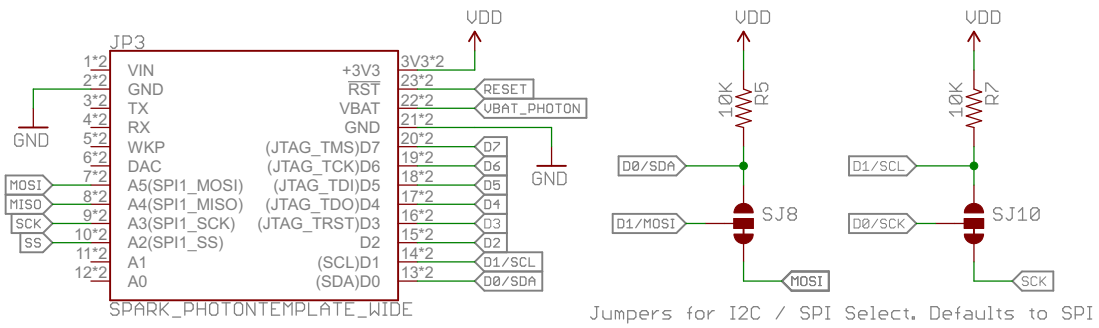 JP3
1*2 VIN
2*2 GND
3*2 TX
4*2 RX
5*2 WKP
6*2 DAC
MOSI 7*2 A5(SPI1_MOSI)
MISO 8*2 A4(SPI1_MISO)
SCK 9*2 A3(SPI1_SCK)
SS 10*2 A2(SPI1_SS)
11*2 A1
12*2 A0
GND
VDD
+3V3 3V3*2
RST 23*2 RESET
VBAT 22*2 VBAT_PHOTON
GND 21*2
(JTAG_TMS)D7 20*2 D7
(JTAG_TCK)D6 19*2 D6
(JTAG_TDI)D5 18*2 D5
(JTAG_TDO)D4 17*2 D4
(JTAG_TRST)D3 16*2 D3
D2 15*2 D2
(SCL)D1 14*2 D1/SCL
(SDA)D0 13*2 D0/SDA
GND
SPARK_PHOTONTEMPLATE_WIDE
VDD
10K R5
D0/SDA
SJ8
D1/MOSI
MOSI
VDD
10K R7
D1/SCL
SJ10
D0/SCK
SCK
Jumpers for I2C / SPI Select. Defaults to SPI